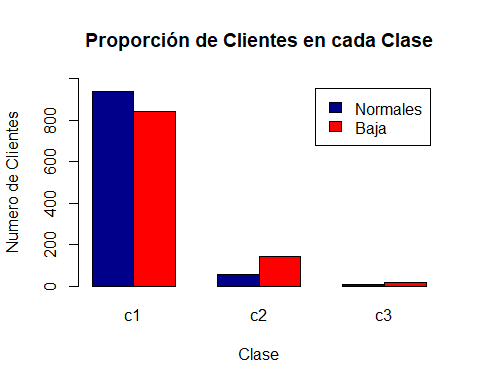 Proporción de Clientes en cada Clase
Numero de Clientes
800
600
400
200
0
Normales
Baja
c1 c2 c3
Clase